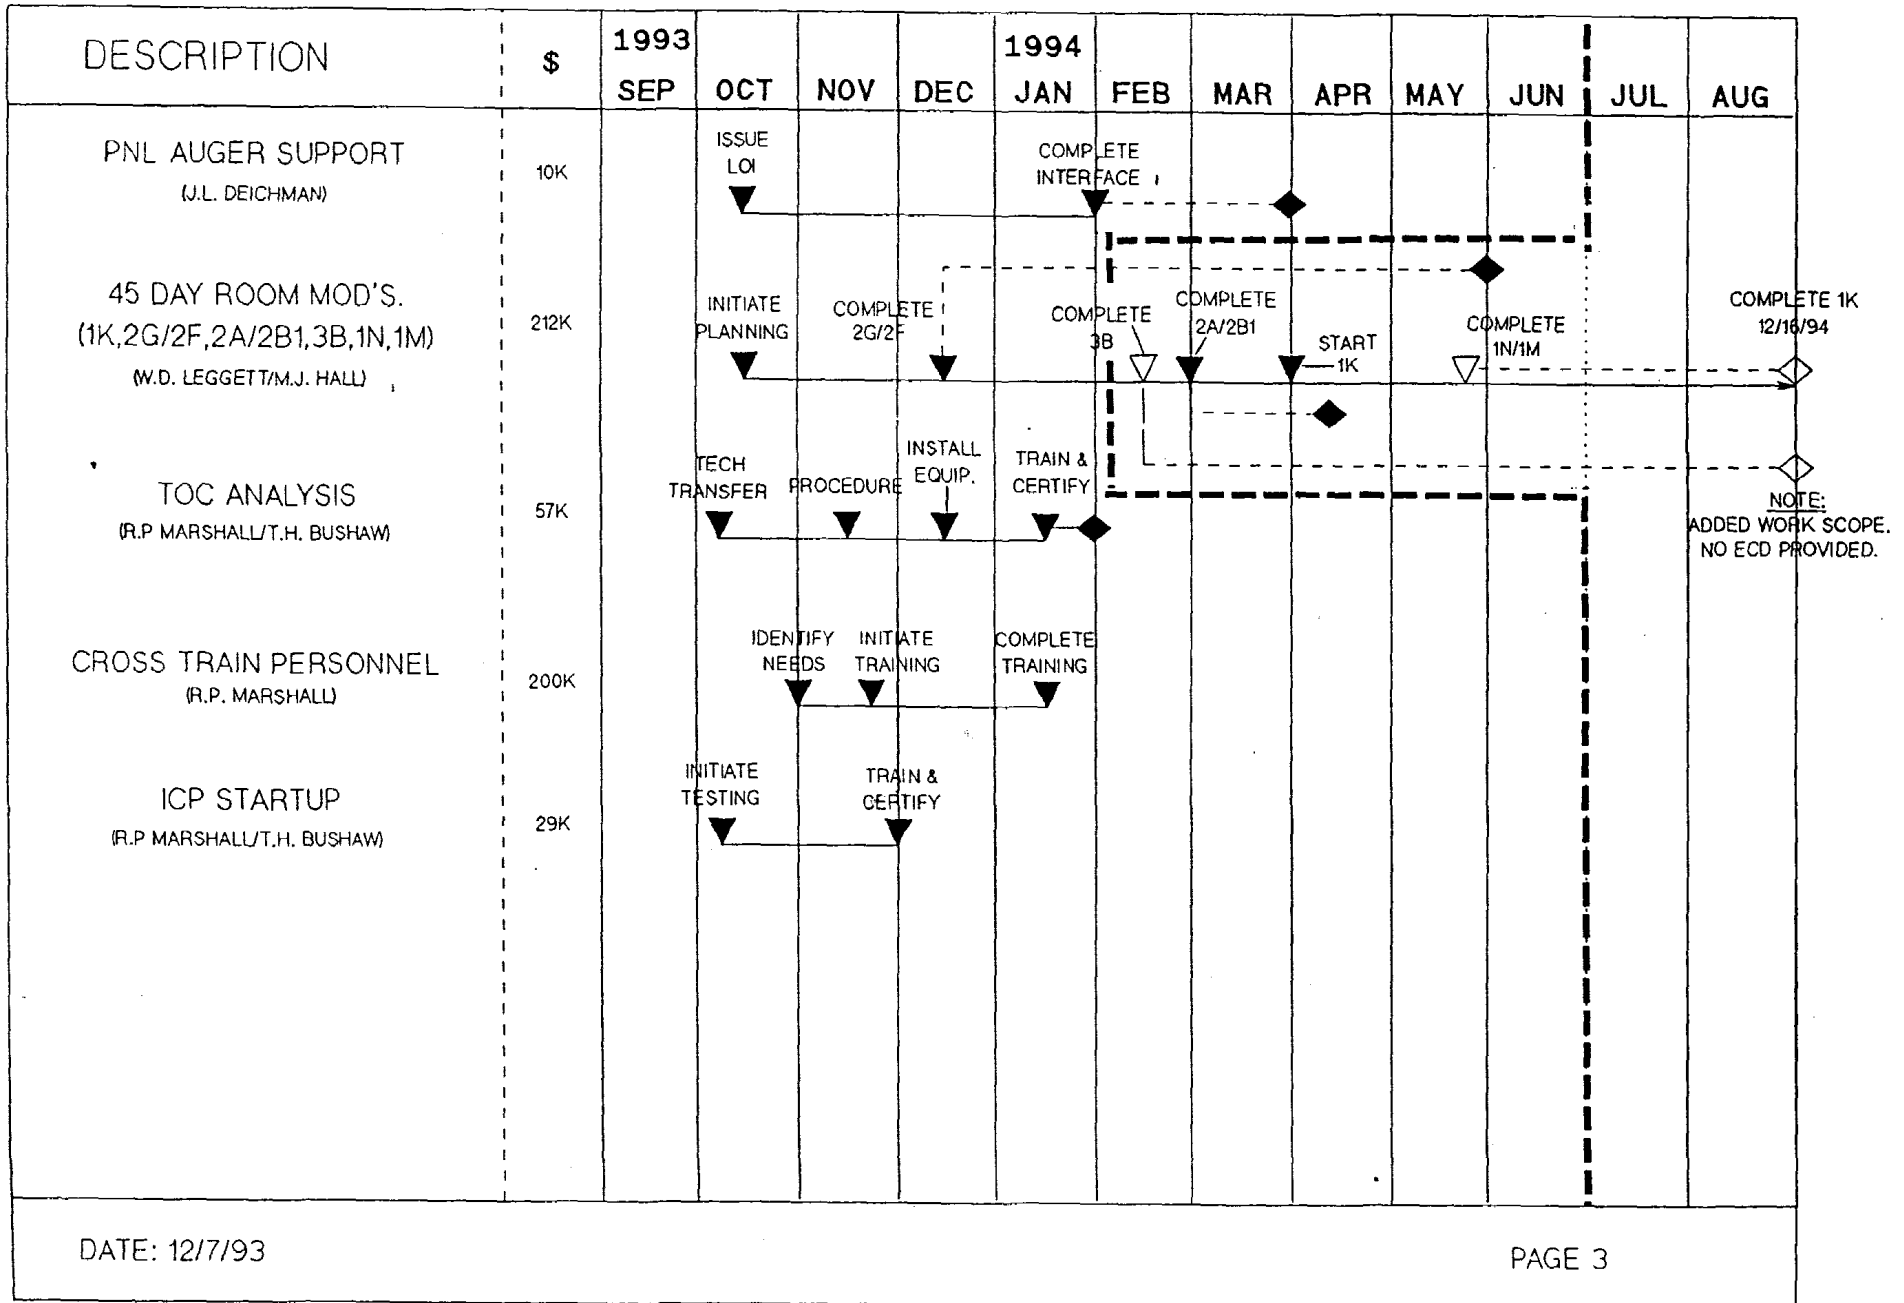 DESCRIPTION
$
1993
1994
SEP
OCT
NOV
DEC
JAN
FEB
MAR
APR
MAY
JUN
JUL
AUG
PNL AUGER SUPPORT
(J.L. DEICHMAN)
10K
ISSUE
LOI
COMPLETE
INTERFACE
45 DAY ROOM MOD'S.
(1K,2G/2F,2A/2B1,3B,1N,1M)
(W.D. LEGGETT/M.J. HALL)
212K
INITIATE
PLANNING
COMPLETE
2G/2F
COMPLETE
3B
COMPLETE
2A/2B1
START
1K
COMPLETE
1N/1M
COMPLETE 1K
12/16/94
TOC ANALYSIS
(R.P MARSHALL/T.H. BUSHAW)
57K
TECH
TRANSFER
PROCEDURE
INSTALL
EQUIP.
TRAIN &
CERTIFY
NOTE:
ADDED WORK SCOPE.
NO ECD PROVIDED.
CROSS TRAIN PERSONNEL
(R.P. MARSHALL)
200K
IDENTIFY
NEEDS
INITIATE
TRAINING
COMPLETE
TRAINING
ICP STARTUP
(R.P MARSHALL/T.H. BUSHAW)
29K
INITIATE
TESTING
TRAIN &
CERTIFY
DATE: 12/7/93
PAGE 3